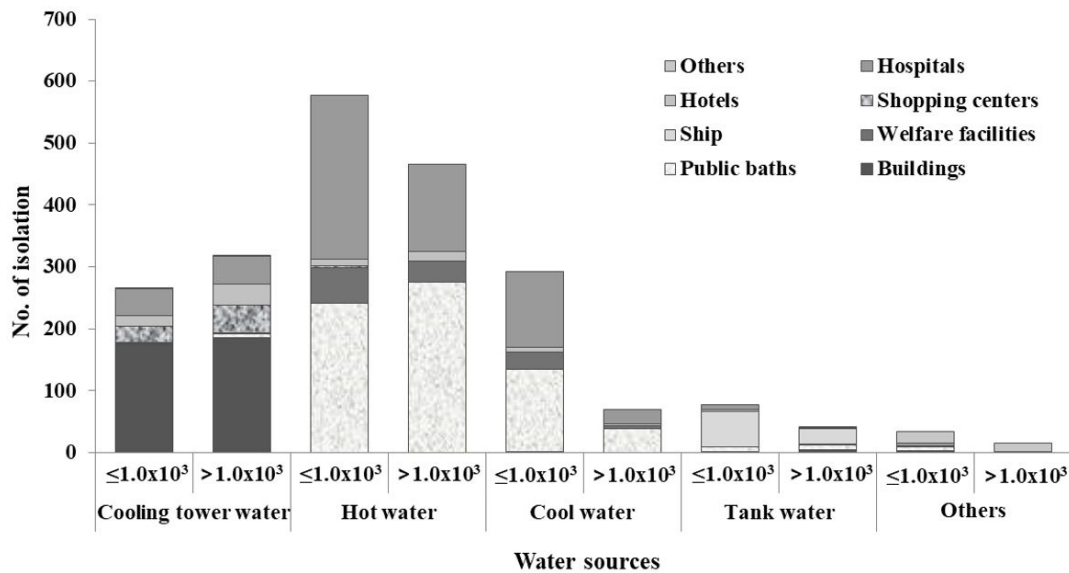 700
600
500
400
300
200
100
0
No. of isolation
Others
Hospitals
Hotels
Shopping centers
Ship
Welfare facilities
Public baths
Buildings
≤1.0x10³ >1.0x10³ ≤1.0x10³ >1.0x10³ ≤1.0x10³ >1.0x10³ ≤1.0x10³ >1.0x10³ ≤1.0x10³ >1.0x10³
Cooling tower water Hot water Cool water Tank water Others
Water sources